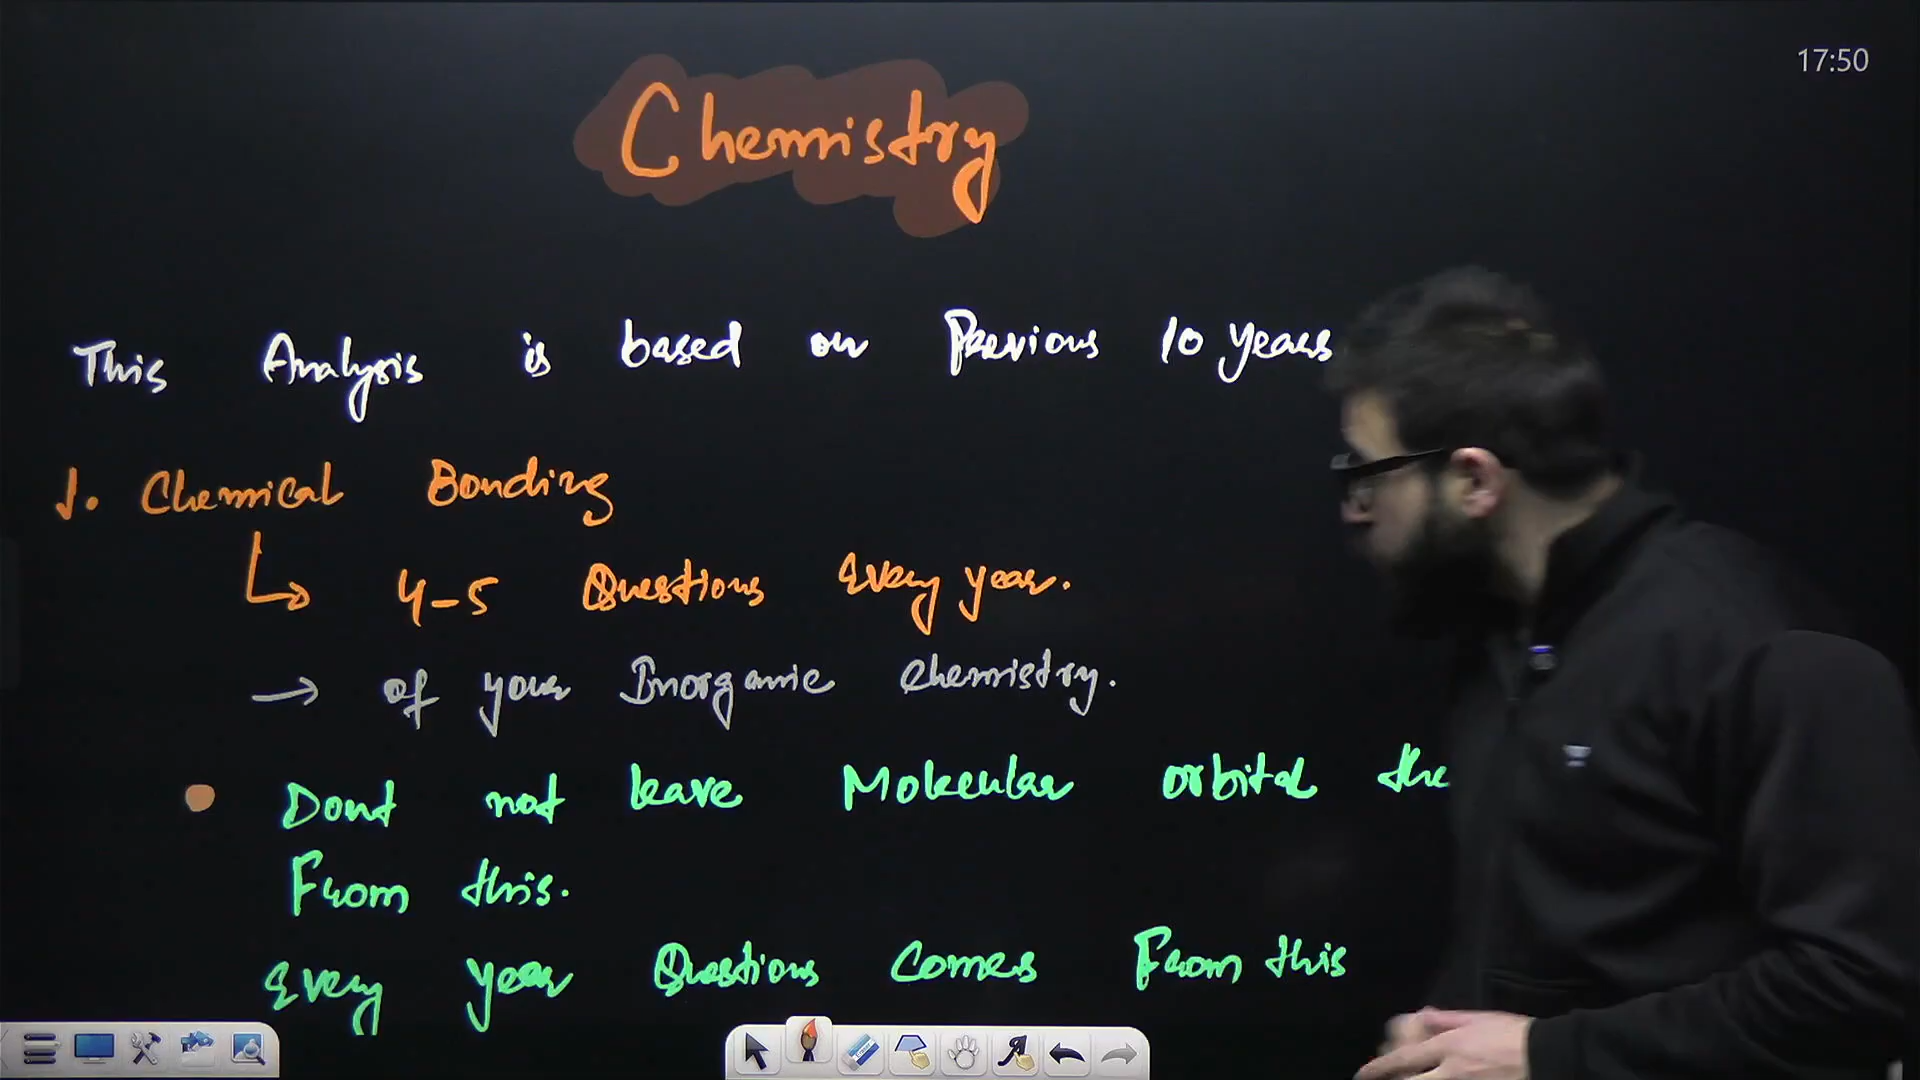 17:50
Chemistry
This Analysis is based on Previous 10 years
1. Chemical Bonding
4-5 Questions Every year.
→ of your Inorganic chemistry.
Dont not leave Molecular orbital the
From this.
Every year Questions Comes From this